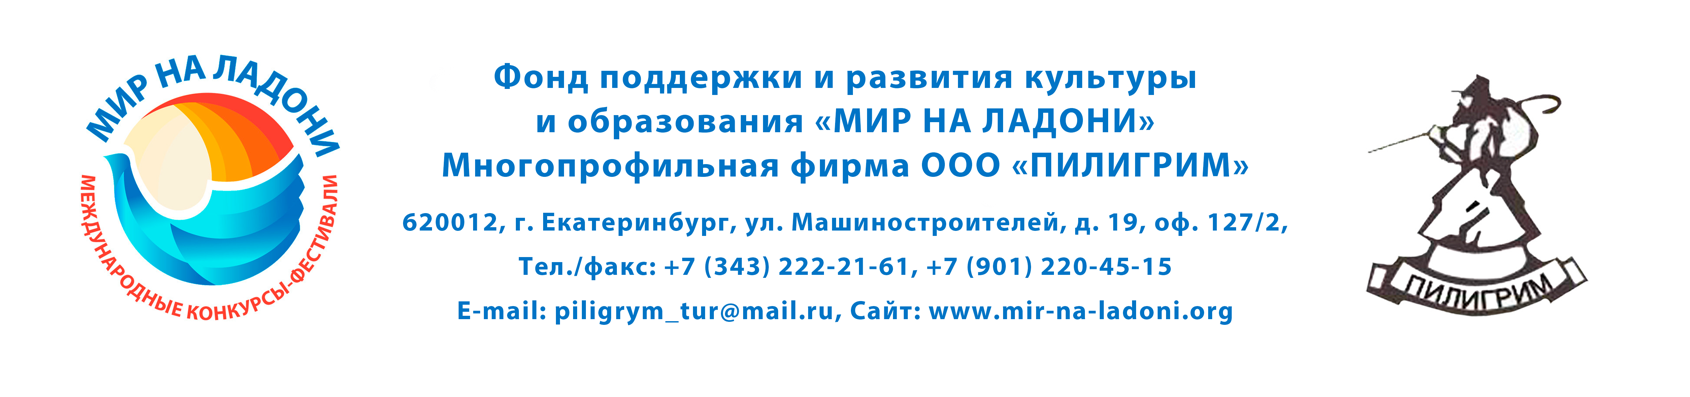 МИР НА ЛАДОНИ
МЕЖДУНАРОДНЫЕ КОНКУРСЫ-ФЕСТИВАЛИ
Фонд поддержки и развития культуры
и образования «МИР НА ЛАДОНИ»
Многопрофильная фирма ООО «ПИЛИГРИМ»
620012, г. Екатеринбург, ул. Машиностроителей, д. 19, оф. 127/2,
Тел./факс: +7 (343) 222-21-61, +7 (901) 220-45-15
E-mail: piligrym_tur@mail.ru, Сайт: www.mir-na-ladoni.org
ПИЛИГРИМ